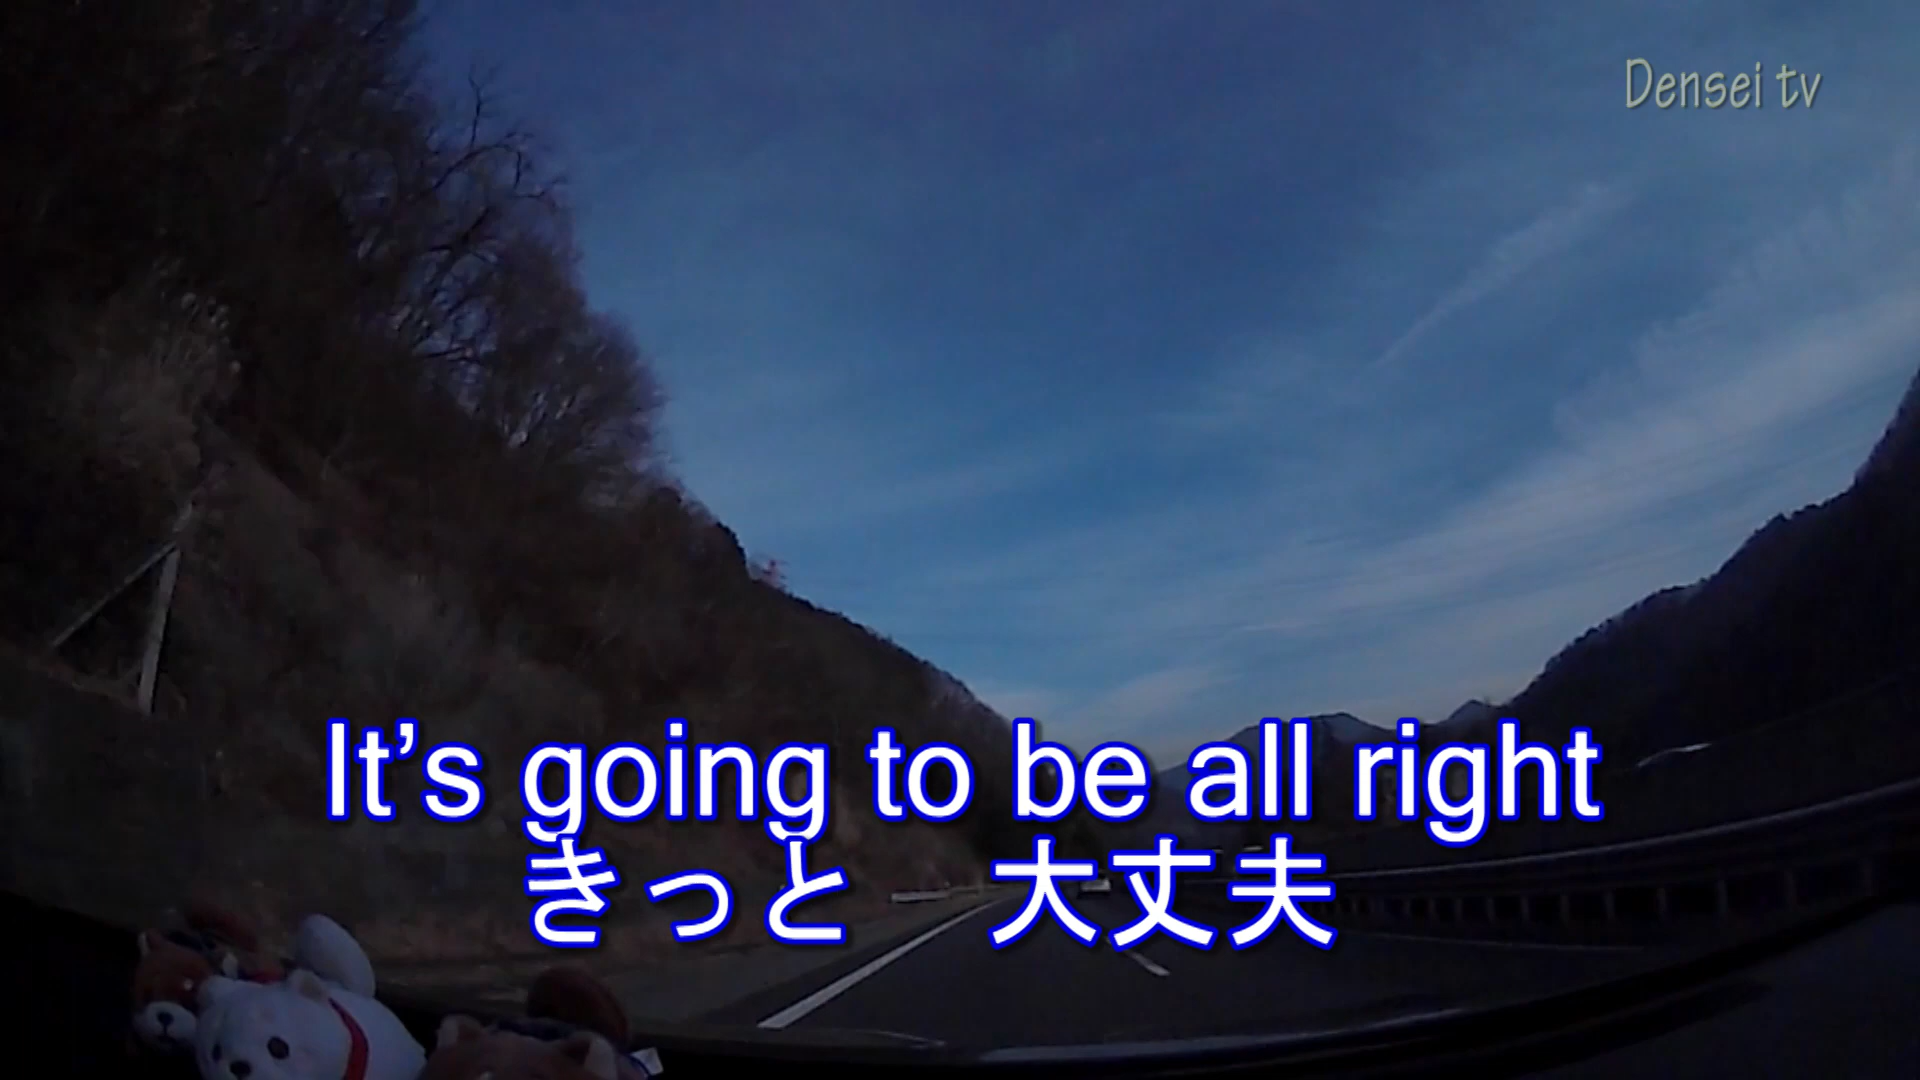 Densei tv
It’s going to be all right
きっと　大丈夫